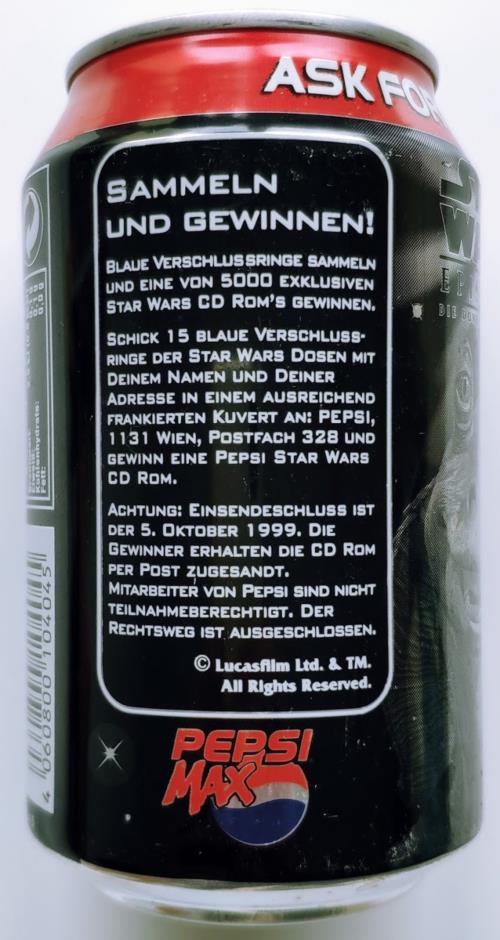 ASK FOR
SAMMELN
UND GEWINNEN!
BLAUE VERSCHLUSSRINGE SAMMELN
UND EINE VON 5000 EXKLUSIVEN
STAR WARS CD ROM'S GEWINNEN.
SCHICK 15 BLAUE VERSCHLUSS-
RINGE DER STAR WARS DOSEN MIT
DEINEM NAMEN UND DEINER
ADRESSE IN EINEM AUSREICHEND
FRANKIERTEN KUVERT AN: PEPSI,
1131 WIEN, POSTFACH 328 UND
GEWINN EINE PEPSI STAR WARS
CD ROM.
ACHTUNG: EINSENDESCHLUSS IST
DER 5. OKTOBER 1999. DIE
GEWINNER ERHALTEN DIE CD ROM
PER POST ZUGESANDT.
MITARBEITER VON PEPSI SIND NICHT
TEILNAHMEBERECHTIGT. DER
RECHTSWEG IST AUSGESCHLOSSEN.
© Lucasfilm Ltd. & TM.
All Rights Reserved.
PEPSI
MAX
Kohlenhydrate:
Fett:
4 060800 104045
DIE